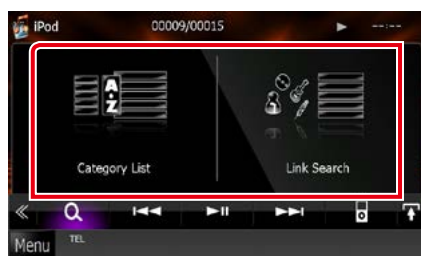 iPod 00009/00015 --:--
A-Z
Category List Link Search
Menu TEL